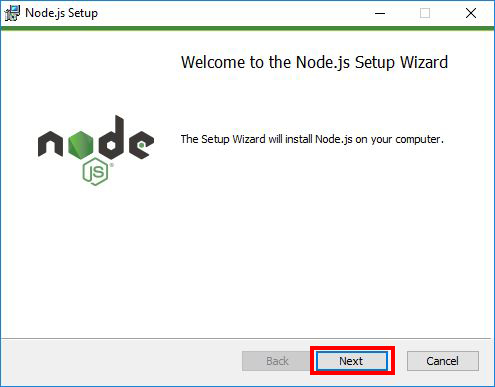 Node.js Setup
Welcome to the Node.js Setup Wizard
The Setup Wizard will install Node.js on your computer.
node
JS
Back
Next
Cancel